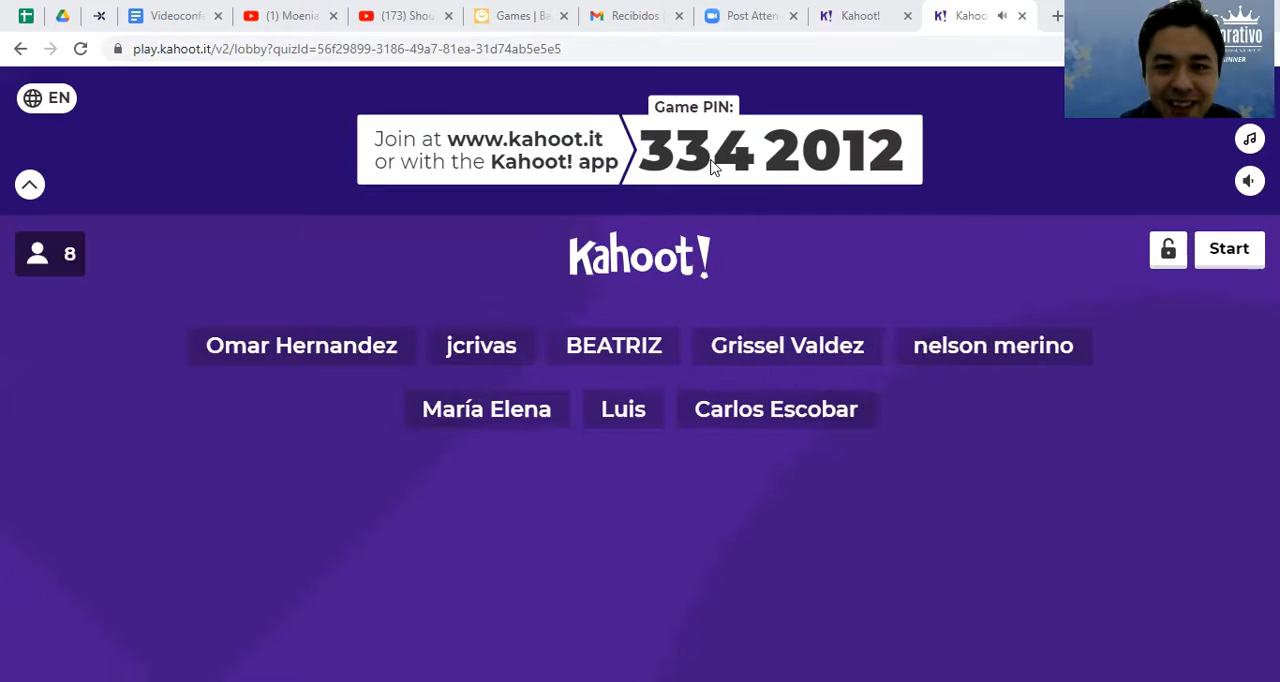 Videoconfe
(1) Moenia
(173) Shou
Games | Ba
Recibidos (
Post Atten
Kahoot!
Kahoo
play.kahoot.it/v2/lobby?quizId=56f29899-3186-49a7-81ea-31d74ab5e5e5
EN
Game PIN:
Join at www.kahoot.it
or with the Kahoot! app
334 2012
8
Kahoot!
Start
Omar Hernandez
jcrivas
BEATRIZ
Grissel Valdez
nelson merino
María Elena
Luis
Carlos Escobar